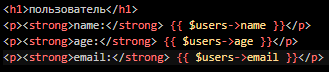 <h1>пользователь</h1>
<p><strong>name:</strong> {{ $users->name }}</p>
<p><strong>age:</strong> {{ $users->age }}</p>
<p><strong>email:</strong> {{ $users->email }}</p>